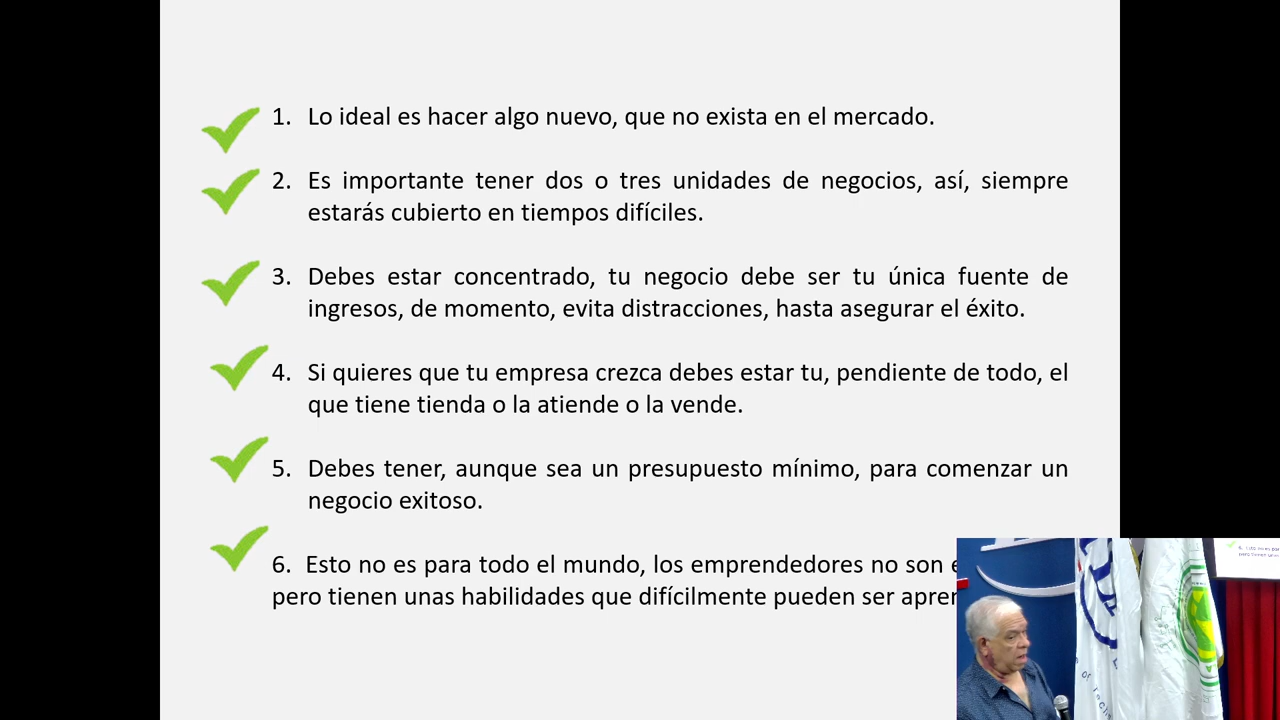 1. Lo ideal es hacer algo nuevo, que no exista en el mercado.
2. Es importante tener dos o tres unidades de negocios, así, siempre
estarás cubierto en tiempos difíciles.
3. Debes estar concentrado, tu negocio debe ser tu única fuente de
ingresos, de momento, evita distracciones, hasta asegurar el éxito.
4. Si quieres que tu empresa crezca debes estar tu, pendiente de todo, el
que tiene tienda o la atiende o la vende.
5. Debes tener, aunque sea un presupuesto mínimo, para comenzar un
negocio exitoso.
6. Esto no es para todo el mundo, los emprendedores no son
pero tienen unas habilidades que difícilmente pueden ser